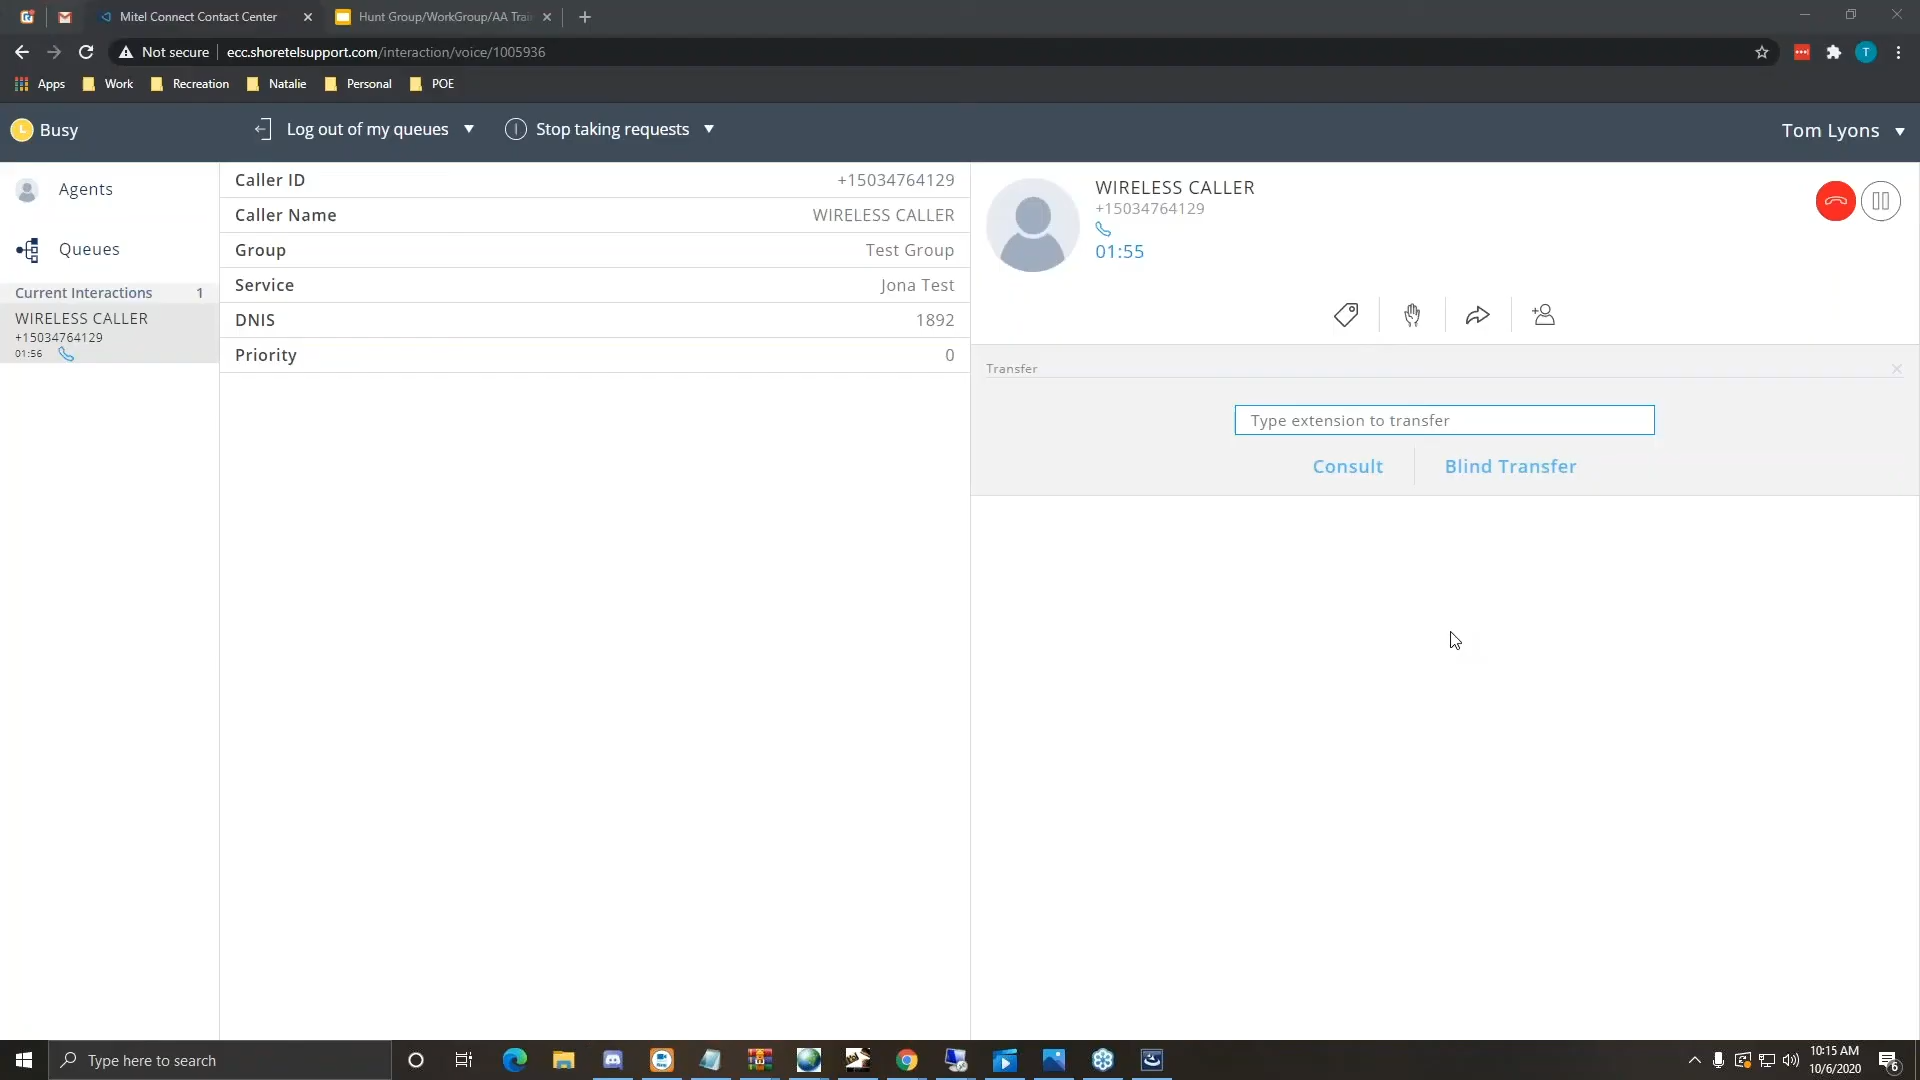 Mitel Connect Contact Center
Hunt Group/WorkGroup/AA Trai
Not secure
ecc.shoretelsupport.com/interaction/voice/1005936
T
Apps
Work
Recreation
Natalie
Personal
POE
Busy
Log out of my queues
Stop taking requests
Tom Lyons
Agents
Queues
Current Interactions 1
WIRELESS CALLER
+15034764129
01:56
Caller ID +15034764129
Caller Name WIRELESS CALLER
Group Test Group
Service Jona Test
DNIS 1892
Priority 0
WIRELESS CALLER
+15034764129
01:55
Transfer
Type extension to transfer
Consult
Blind Transfer
Type here to search
10:15 AM
10/6/2020
6